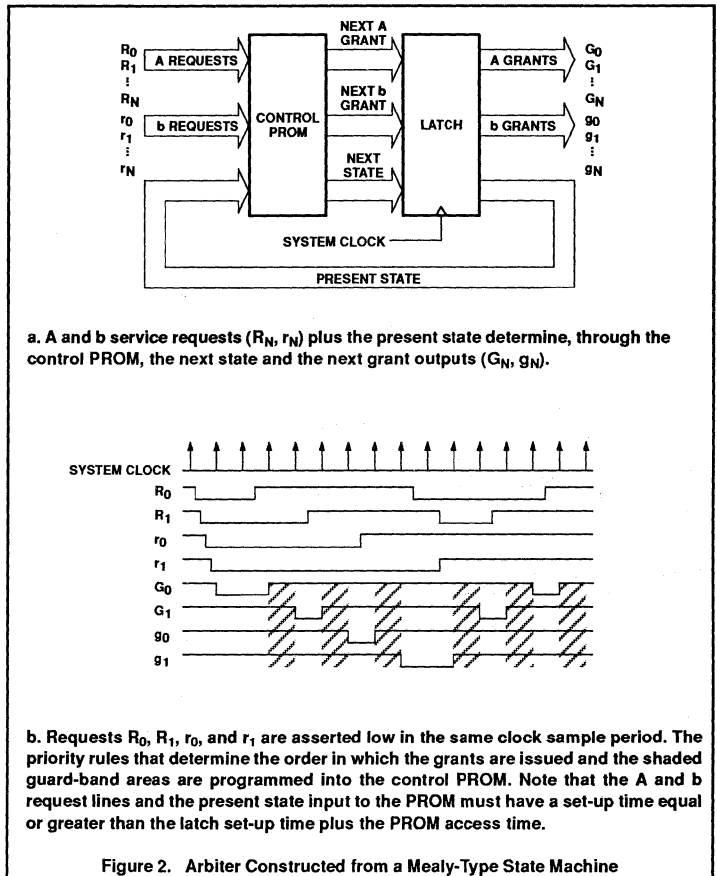 NEXT A
GRANT
R0
R1
⋮
RN
A REQUESTS
A GRANTS
G0
G1
⋮
GN
NEXT b
GRANT
r0
r1
⋮
rN
b REQUESTS
CONTROL
PROM
LATCH
b GRANTS
g0
g1
⋮
gN
NEXT
STATE
SYSTEM CLOCK
PRESENT STATE
a. A and b service requests (RN, rN) plus the present state determine, through the
control PROM, the next state and the next grant outputs (GN, gN).
SYSTEM CLOCK
R0
R1
r0
r1
G0
G1
g0
g1
b. Requests R0, R1, r0, and r1 are asserted low in the same clock sample period. The
priority rules that determine the order in which the grants are issued and the shaded
guard-band areas are programmed into the control PROM. Note that the A and b
request lines and the present state input to the PROM must have a set-up time equal
or greater than the latch set-up time plus the PROM access time.
Figure 2. Arbiter Constructed from a Mealy-Type State Machine